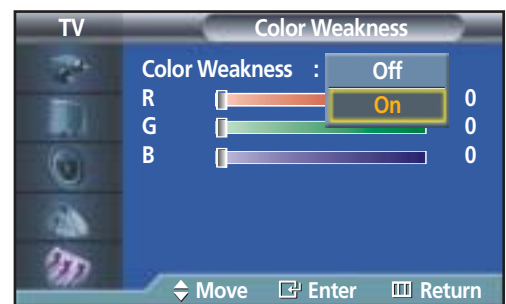 TV Color Weakness
Color Weakness : Off
On
R 0
G 0
B 0
Move Enter Return